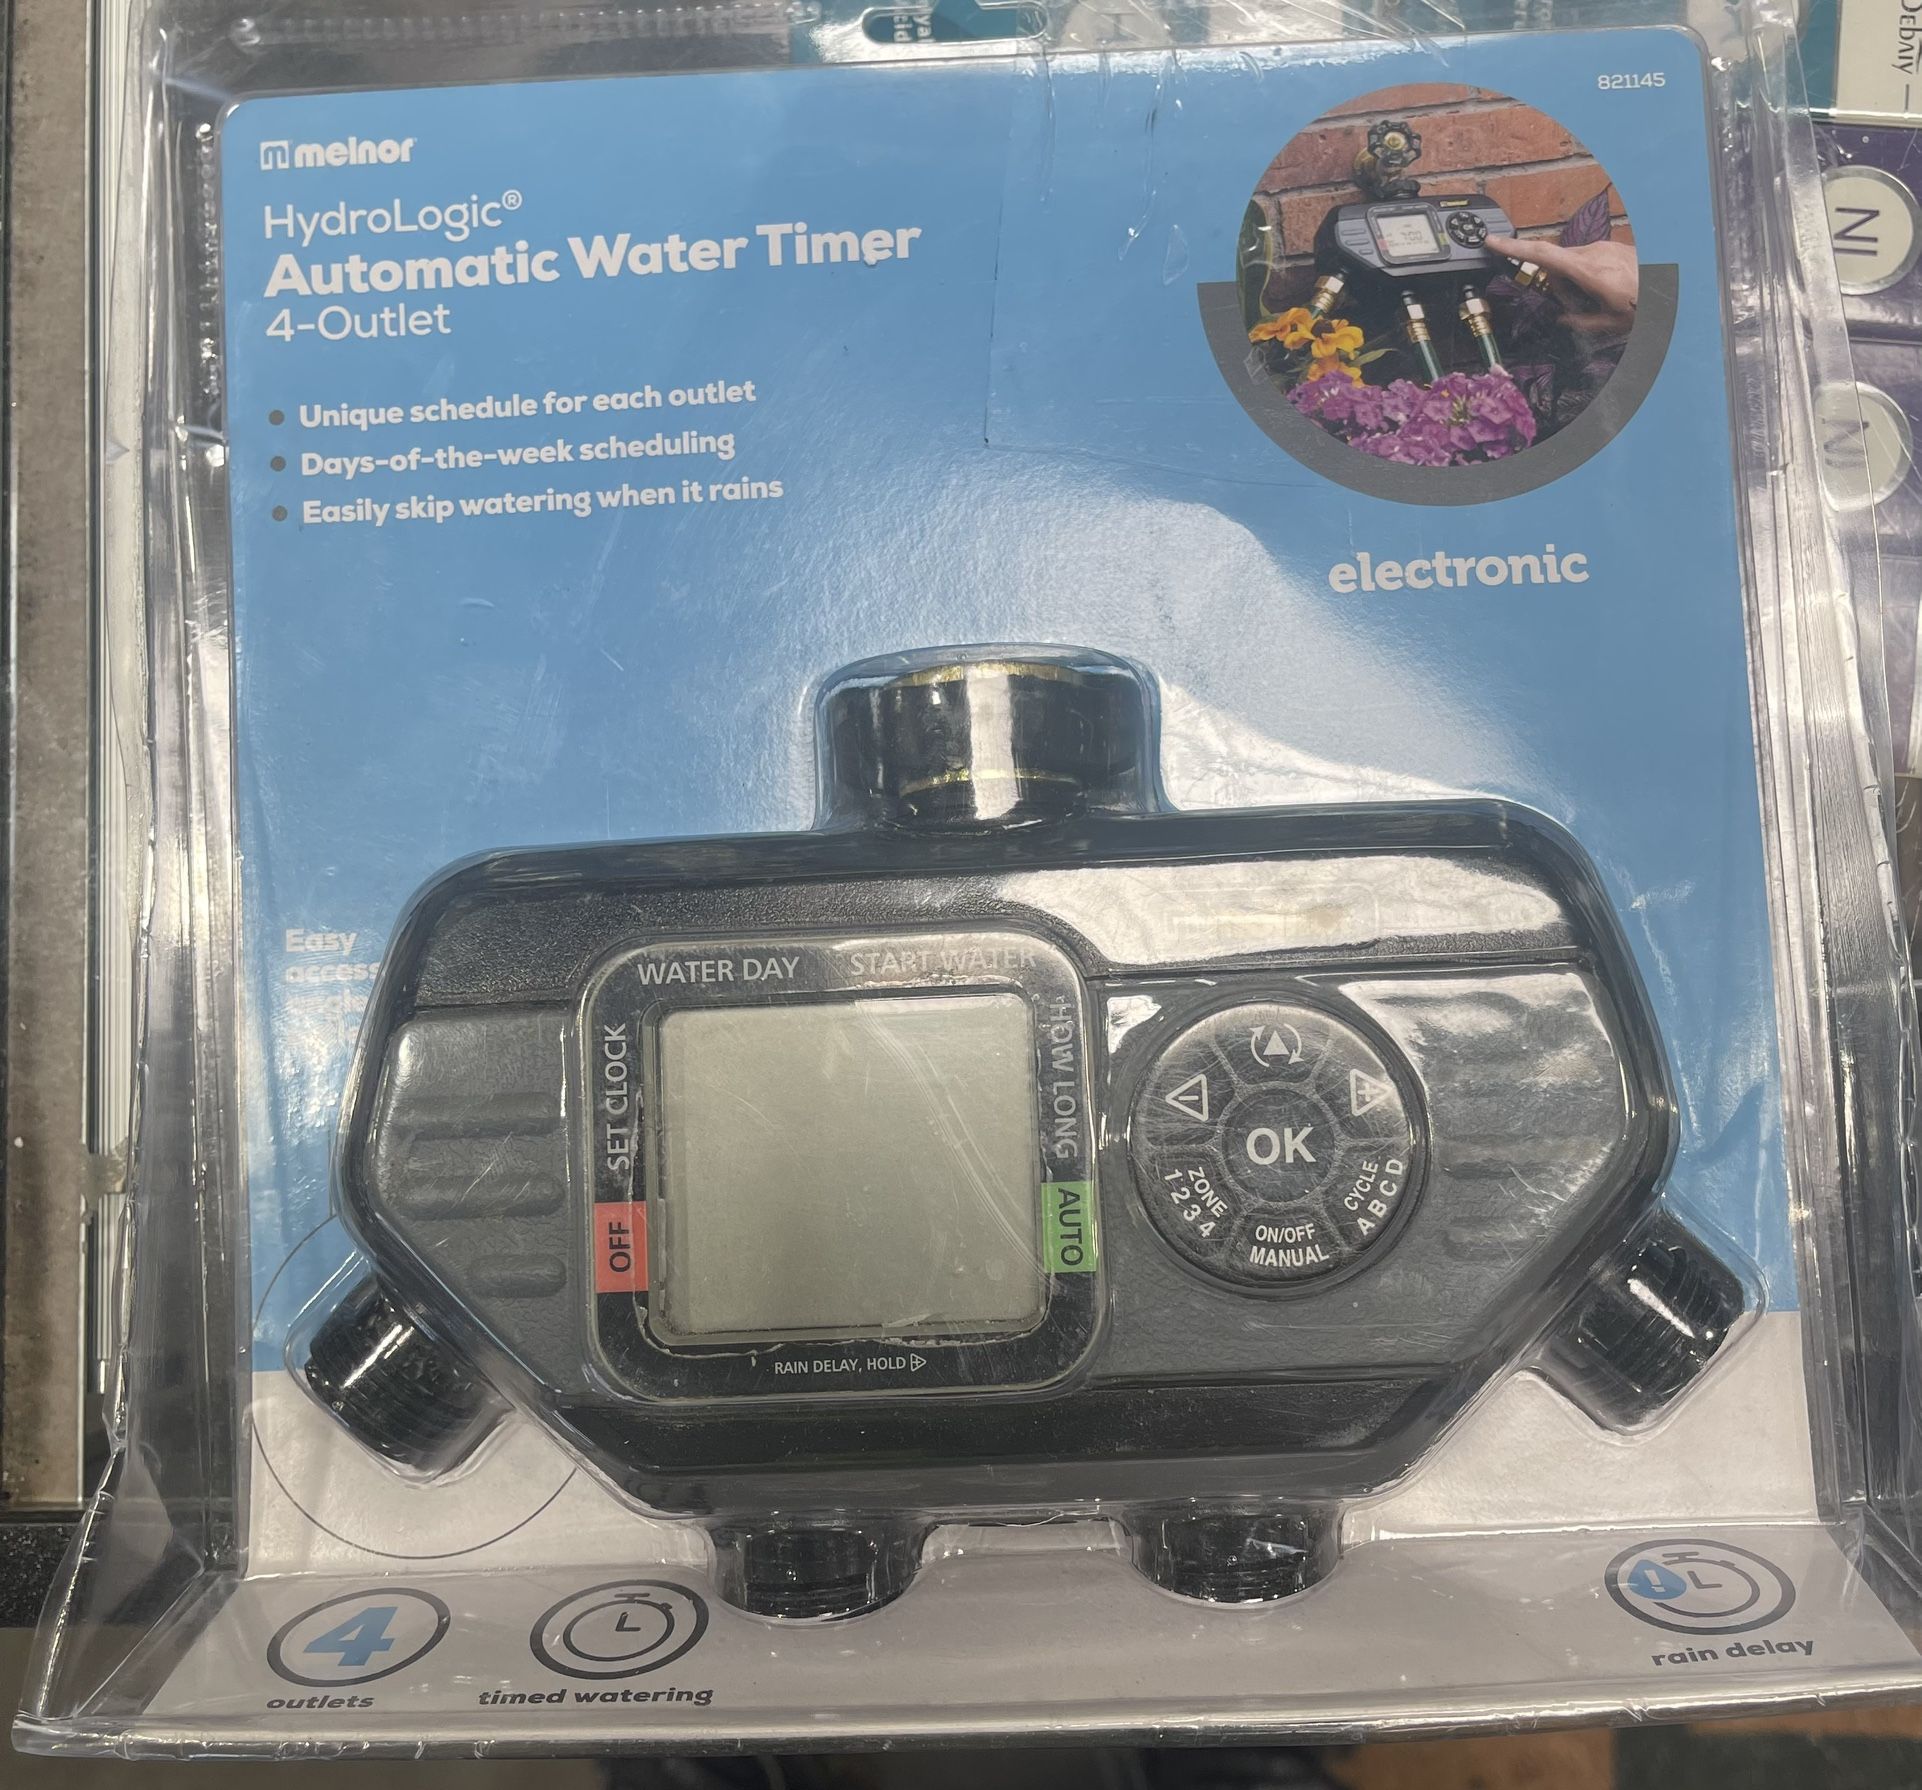 821145
melnor
HydroLogic®
Automatic Water Timer
4-Outlet
Unique schedule for each outlet
Days-of-the-week scheduling
Easily skip watering when it rains
electronic
Easy
access
WATER DAY START WATER
SET CLOCK
HOW LONG
OFF
AUTO
RAIN DELAY, HOLD
OK
ZONE
1 2 3 4
CYCLE
A B C D
ON/OFF
MANUAL
4
outlets
timed watering
rain delay